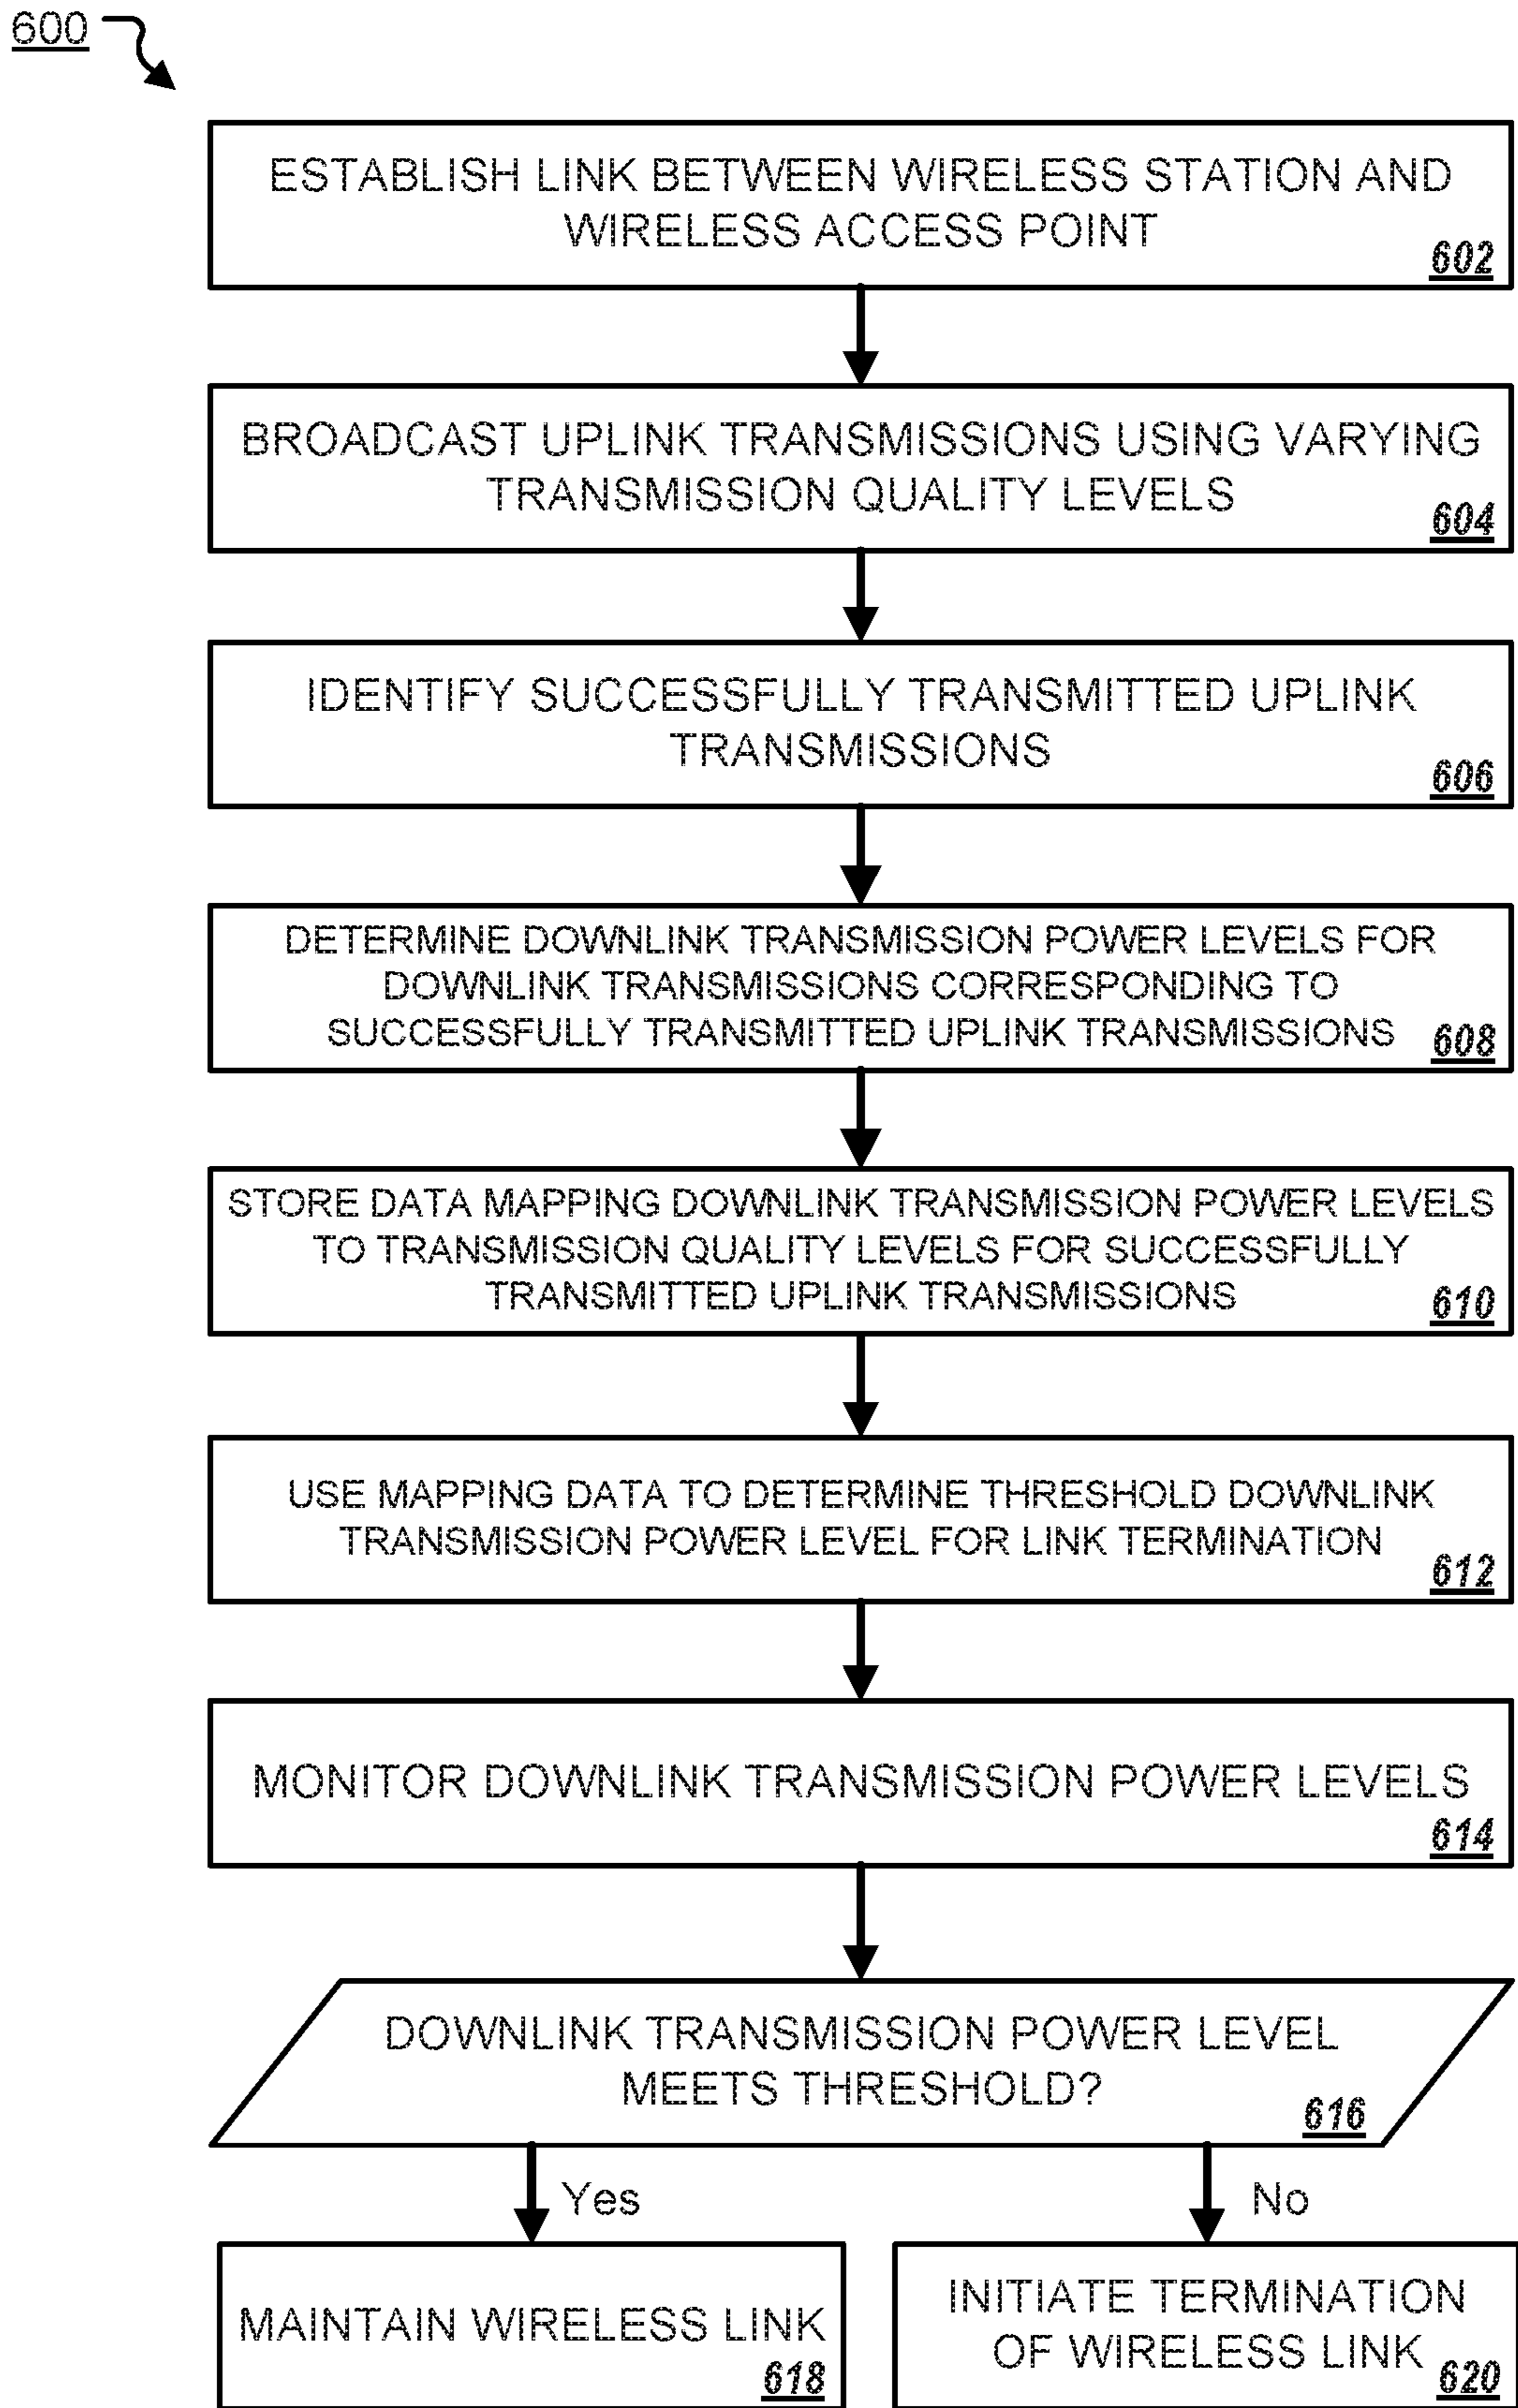 600
ESTABLISH LINK BETWEEN WIRELESS STATION AND
WIRELESS ACCESS POINT
602
BROADCAST UPLINK TRANSMISSIONS USING VARYING
TRANSMISSION QUALITY LEVELS
604
IDENTIFY SUCCESSFULLY TRANSMITTED UPLINK
TRANSMISSIONS
606
DETERMINE DOWNLINK TRANSMISSION POWER LEVELS FOR
DOWNLINK TRANSMISSIONS CORRESPONDING TO
SUCCESSFULLY TRANSMITTED UPLINK TRANSMISSIONS
608
STORE DATA MAPPING DOWNLINK TRANSMISSION POWER LEVELS
TO TRANSMISSION QUALITY LEVELS FOR SUCCESSFULLY
TRANSMITTED UPLINK TRANSMISSIONS
610
USE MAPPING DATA TO DETERMINE THRESHOLD DOWNLINK
TRANSMISSION POWER LEVEL FOR LINK TERMINATION
612
MONITOR DOWNLINK TRANSMISSION POWER LEVELS
614
DOWNLINK TRANSMISSION POWER LEVEL
MEETS THRESHOLD?
616
Yes
No
MAINTAIN WIRELESS LINK
618
INITIATE TERMINATION
OF WIRELESS LINK
620